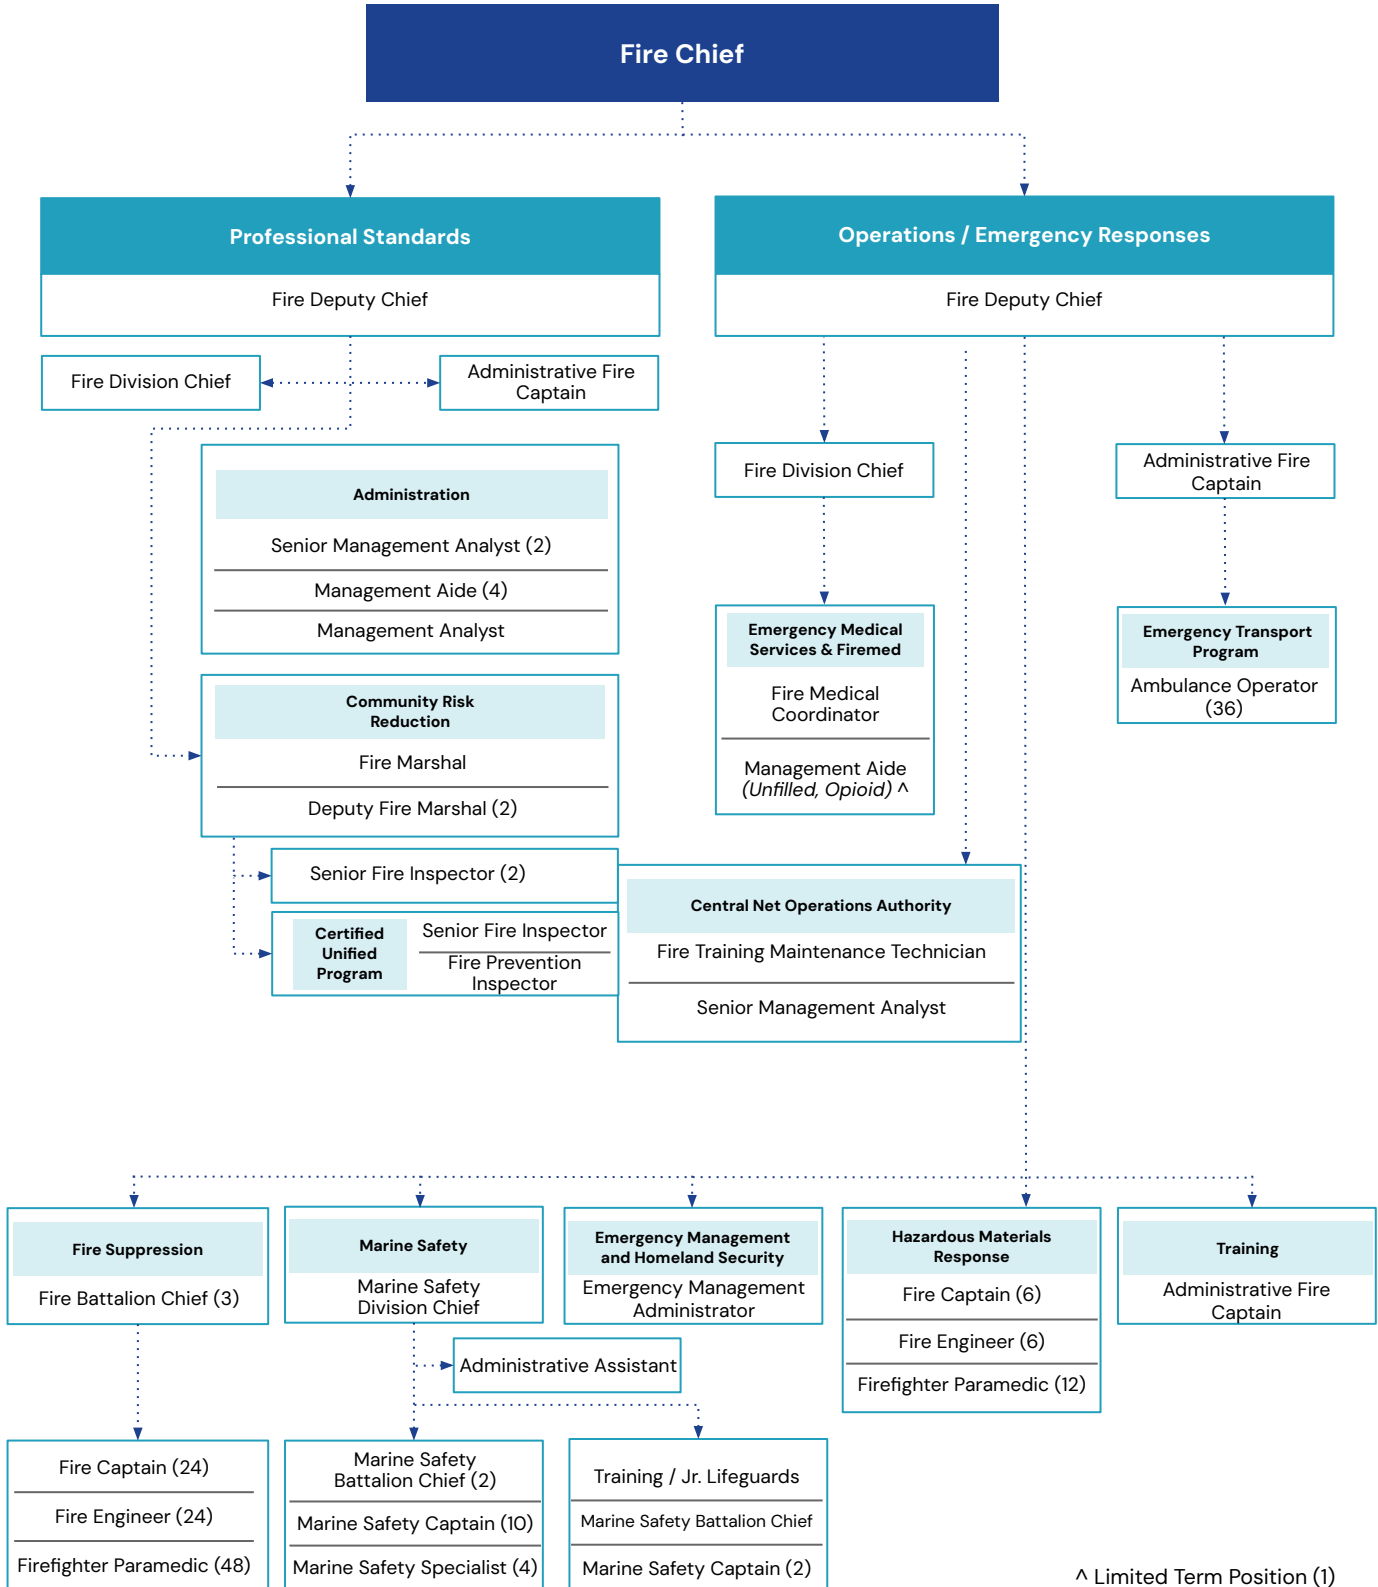 Fire Chief
Professional Standards
Fire Deputy Chief
Operations / Emergency Responses
Fire Deputy Chief
Fire Division Chief
Administrative Fire
Captain
Administration
Senior Management Analyst (2)
Management Aide (4)
Management Analyst
Community Risk
Reduction
Fire Marshal
Deputy Fire Marshal (2)
Senior Fire Inspector (2)
Certified
Unified
Program
Senior Fire Inspector
Fire Prevention
Inspector
Fire Division Chief
Emergency Medical
Services & Firemed
Fire Medical
Coordinator
Management Aide
(Unfilled, Opioid) ^
Administrative Fire
Captain
Emergency Transport
Program
Ambulance Operator
(36)
Central Net Operations Authority
Fire Training Maintenance Technician
Senior Management Analyst
Fire Suppression
Fire Battalion Chief (3)
Fire Captain (24)
Fire Engineer (24)
Firefighter Paramedic (48)
Marine Safety
Marine Safety
Division Chief
Administrative Assistant
Marine Safety
Battalion Chief (2)
Marine Safety Captain (10)
Marine Safety Specialist (4)
Training / Jr. Lifeguards
Marine Safety Battalion Chief
Marine Safety Captain (2)
Emergency Management
and Homeland Security
Emergency Management
Administrator
Hazardous Materials
Response
Fire Captain (6)
Fire Engineer (6)
Firefighter Paramedic (12)
Training
Administrative Fire
Captain
^ Limited Term Position (1)